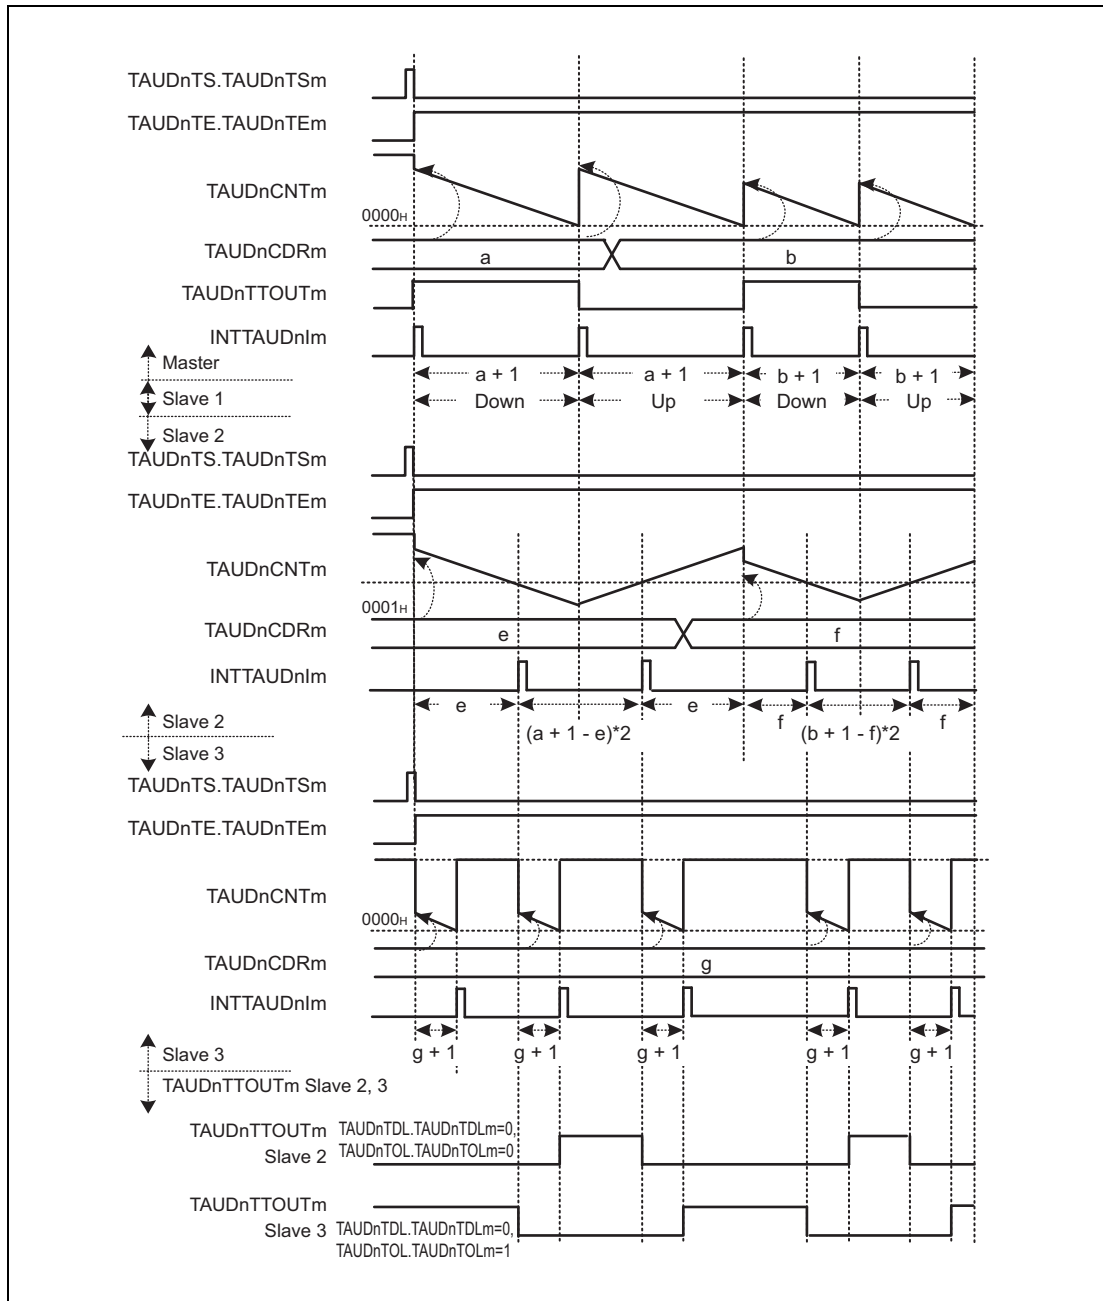 TAUDnTS.TAUDnTSm
TAUDnTE.TAUDnTEm
TAUDnCNTm
0000H
TAUDnCDRm
a
b
TAUDnTTOUTm
INTTAUDnIm
Master
a + 1
a + 1
b + 1
b + 1
Slave 1
Down
Up
Down
Up
Slave 2
TAUDnTS.TAUDnTSm
TAUDnTE.TAUDnTEm
TAUDnCNTm
0001H
TAUDnCDRm
e
f
INTTAUDnIm
e
e
f
f
Slave 2
(a + 1 - e)*2
(b + 1 - f)*2
Slave 3
TAUDnTS.TAUDnTSm
TAUDnTE.TAUDnTEm
TAUDnCNTm
0000H
TAUDnCDRm
g
INTTAUDnIm
Slave 3
g + 1
g + 1
g + 1
g + 1
g + 1
TAUDnTTOUTm Slave 2, 3
TAUDnTTOUTm
Slave 2
TAUDnTDL.TAUDnTDLm=0,
TAUDnTOL.TAUDnTOLm=0
TAUDnTTOUTm
Slave 3
TAUDnTDL.TAUDnTDLm=0,
TAUDnTOL.TAUDnTOLm=1